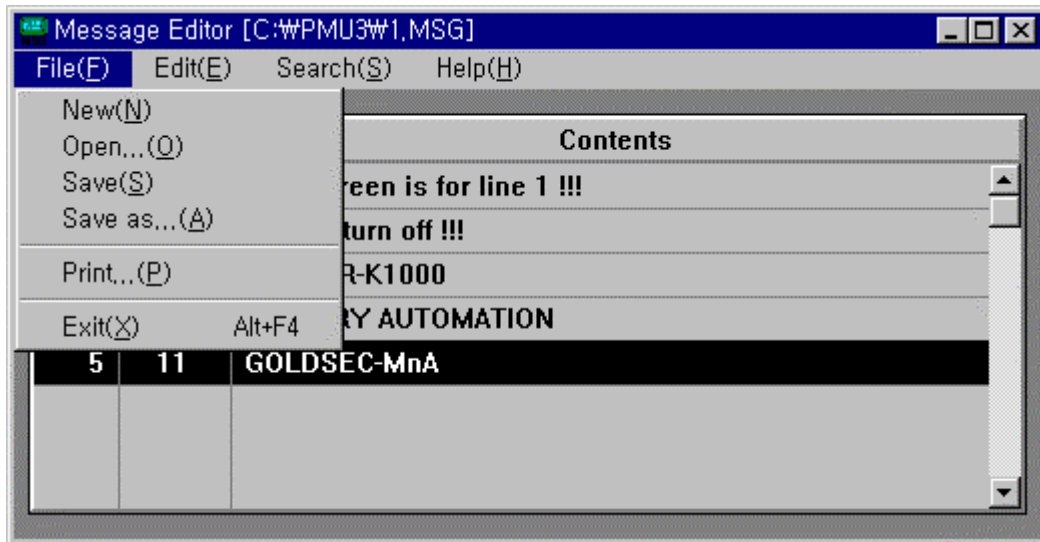 Message Editor [C:₩PMU3₩1,MSG]
File(F) Edit(E) Search(S) Help(H)
New(N)
Open,,,(O)
Save(S)
Save as,,,(A)
Print,,,(P)
Exit(X) Alt+F4
Contents
is for line 1 !!!
turn off !!!
R-K1000
RY AUTOMATION
5 11 GOLDSEC-MnA